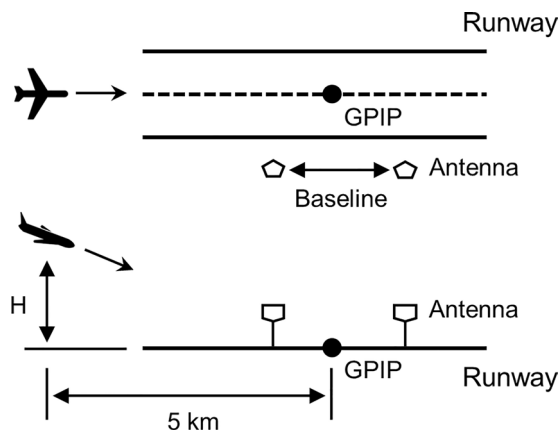 Runway
GPIP
Antenna
Baseline
H
Antenna
GPIP
Runway
5 km